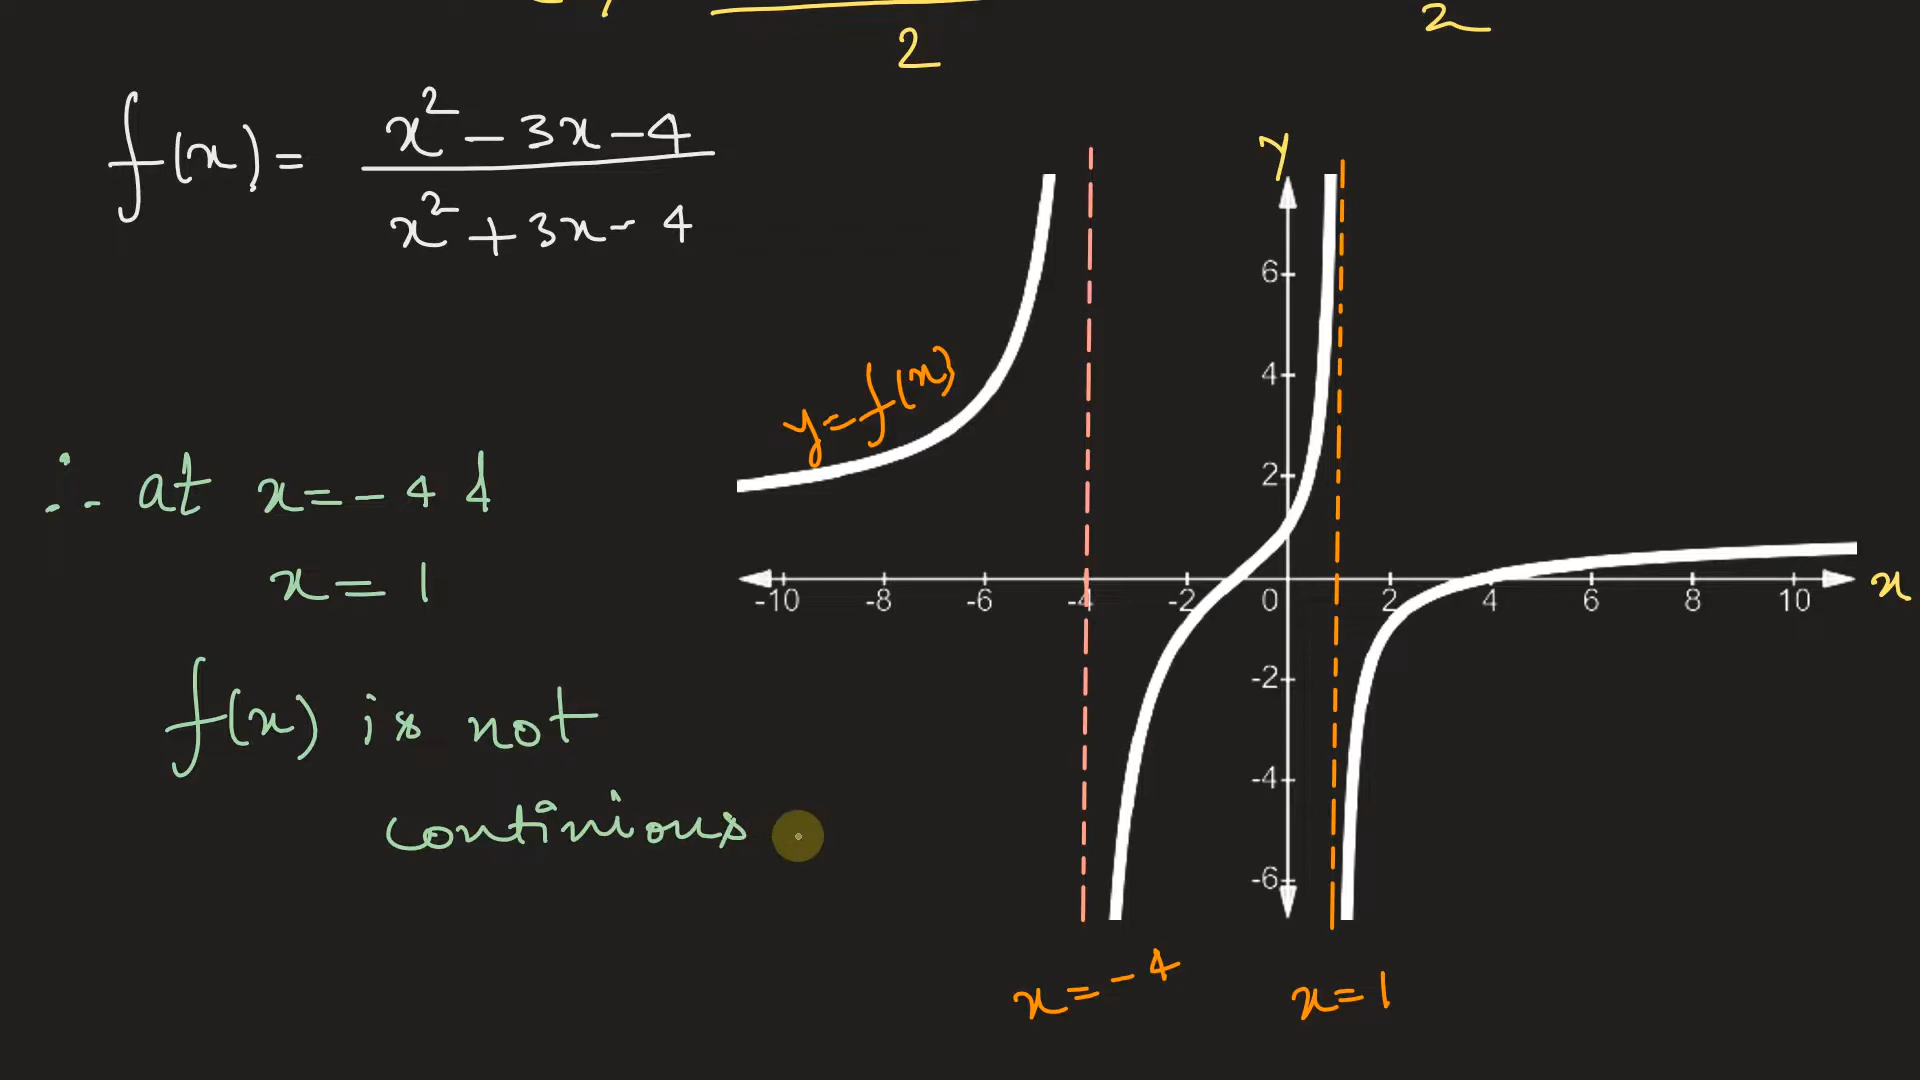 2 2
f(x) = x² - 3x - 4
x² + 3x - 4
∴ at x = - 4 &
x = 1
f(x) is not
continious
y = f(x)
y
6
4
2
-10 -8 -6 -4 -2 0 2 4 6 8 10 x
-2
-4
-6
x = - 4 x = 1